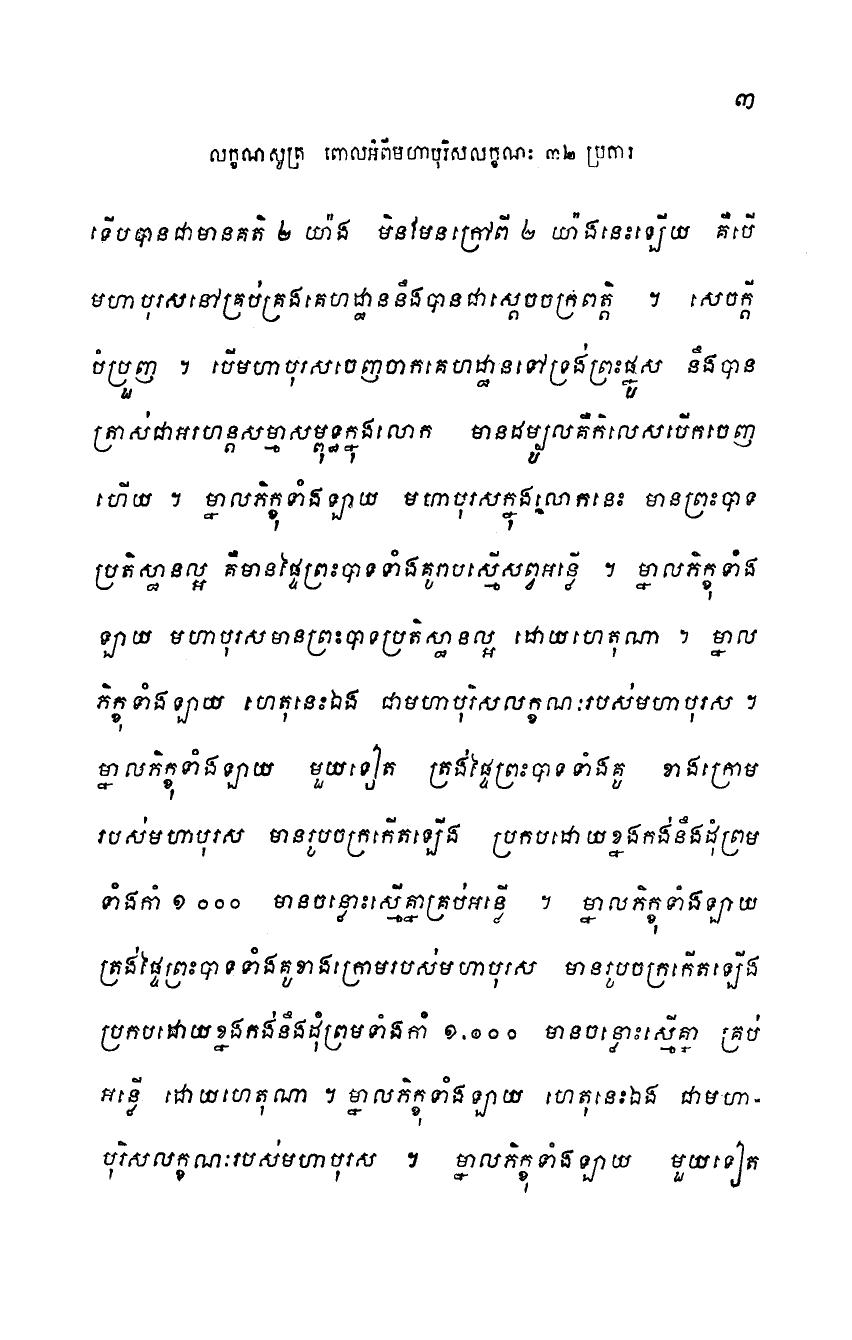 ៣
លក្ខណសូត្រ ពោលអំពីមហាបុរិសលក្ខណៈ ៣២ ប្រការ
ទើបបានជាមានគតិ ២ យ៉ាង មិនមែនក្រៅពី ២ យ៉ាងនេះឡើយ គឺបើ
មហាបុរសនៅគ្រប់គ្រងគេហដ្ឋាននឹងបានជាស្តេចចក្រពត្តិ ។ សេចក្តី
បំប្រួញ ។ បើមហាបុរសចេញចាកគេហដ្ឋានទៅទ្រង់ព្រះផ្នួស នឹងបាន
ត្រាស់ជាអរហន្តសម្មាសម្ពុទ្ធក្នុងលោក មានដម្បូលគឺកិលេសបើកចេញ
ហើយ ។ ម្នាលភិក្ខុទាំងឡាយ មហាបុរសក្នុងលោកនេះ មានព្រះបាទ
ប្រតិស្ឋានល្អ គឺមានផ្ទៃព្រះបាទទាំងគូរាបស្មើសព្វអន្លើ ។ ម្នាលភិក្ខុទាំង
ឡាយ មហាបុរសមានព្រះបាទប្រតិស្ឋានល្អ ដោយហេតុណា ។ ម្នាល
ភិក្ខុទាំងឡាយ ហេតុនេះឯង ជាមហាបុរិសលក្ខណៈរបស់មហាបុរស ។
ម្នាលភិក្ខុទាំងឡាយ មួយទៀត ត្រង់ផ្ទៃព្រះបាទទាំងគូ ខាងក្រោម
របស់មហាបុរស មានរូបចក្រកើតឡើង ប្រកបដោយខ្នងកង់នឹងដុំព្រម
ទាំងកាំ ១ ០០០ មានចន្លោះស្មើគ្នាគ្រប់អន្លើ ។ ម្នាលភិក្ខុទាំងឡាយ
ត្រង់ផ្ទៃព្រះបាទទាំងគូខាងក្រោមរបស់មហាបុរស មានរូបចក្រកើតឡើង
ប្រកបដោយខ្នងកង់នឹងដុំព្រមទាំងកាំ ១.០០០ មានចន្លោះស្មើគ្នា គ្រប់
អន្លើ ដោយហេតុណា ។ ម្នាលភិក្ខុទាំងឡាយ ហេតុនេះឯង ជាមហា-
បុរិសលក្ខណៈរបស់មហាបុរស ។ ម្នាលភិក្ខុទាំងឡាយ មួយទៀត